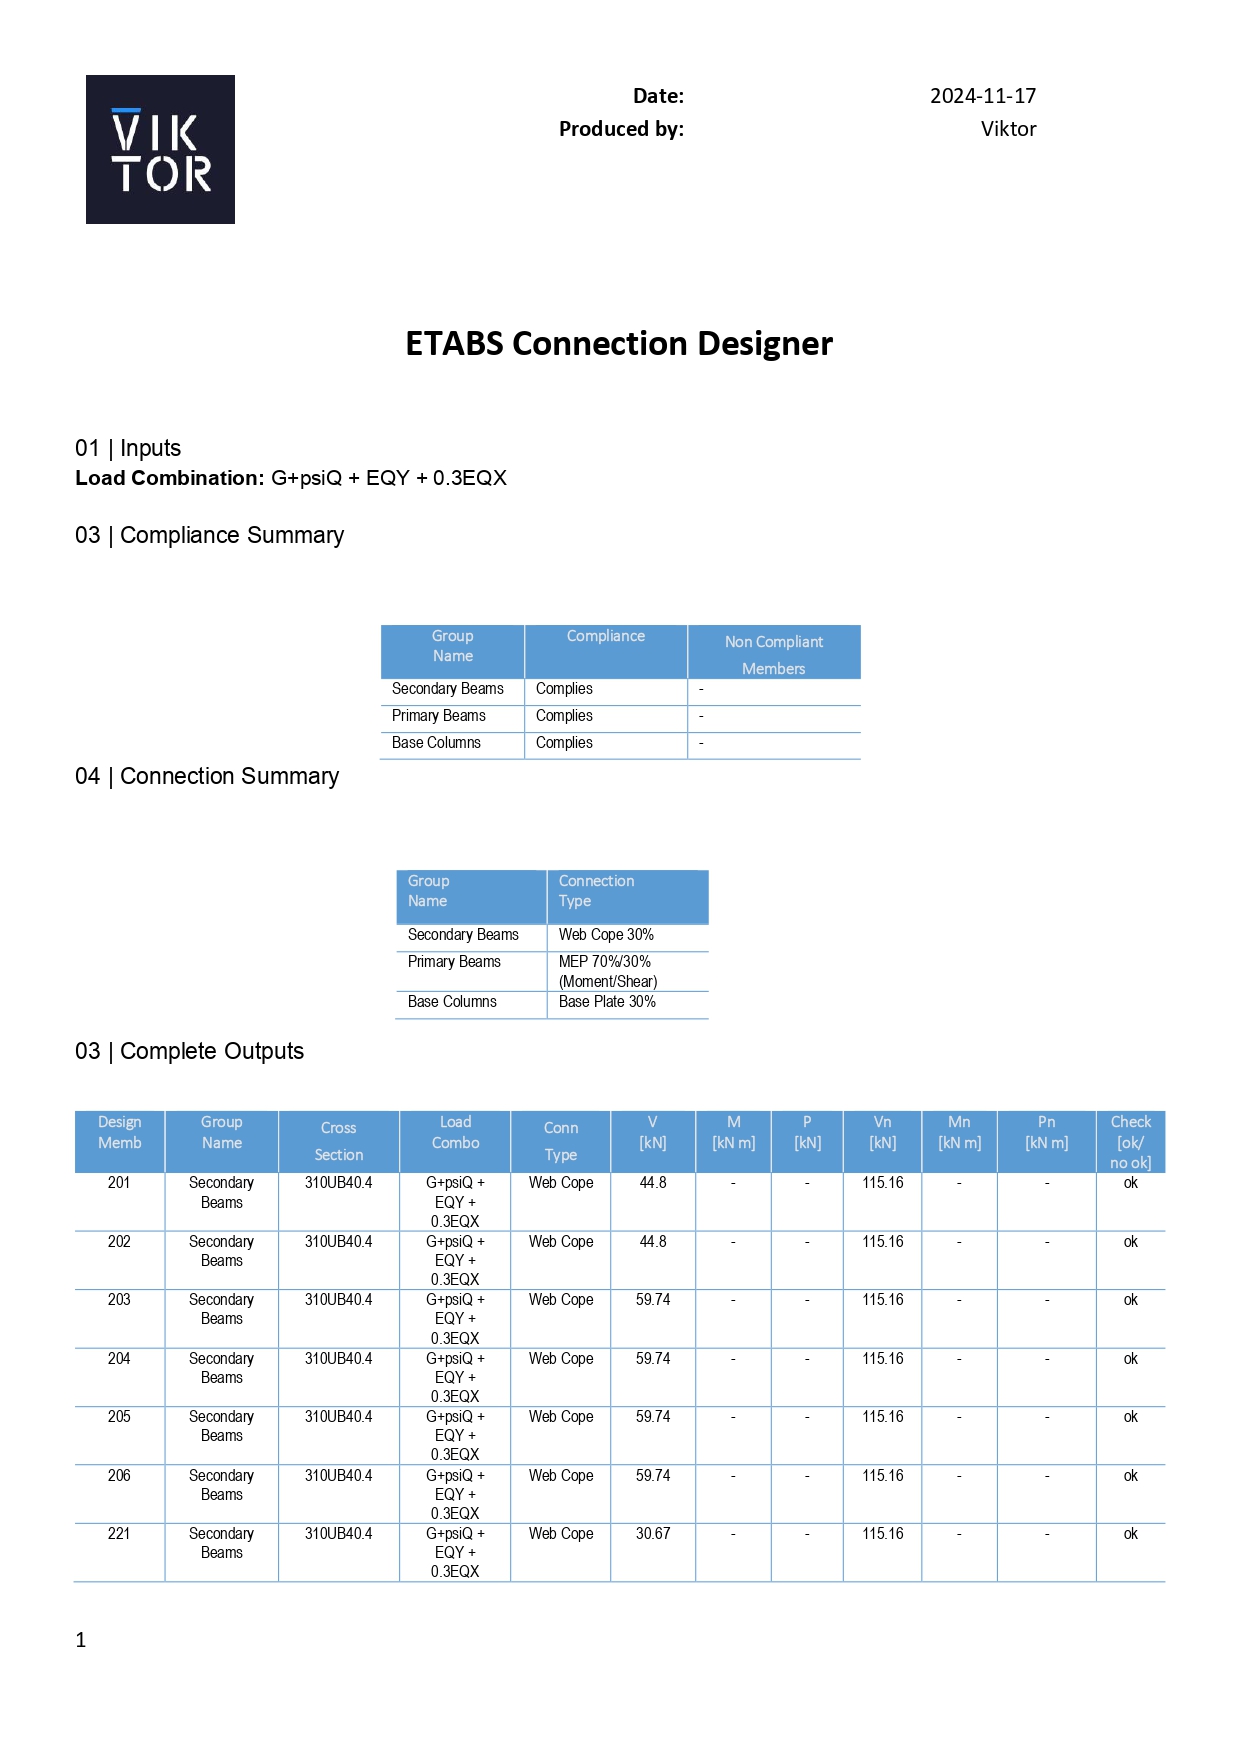 VIK
TOR
Date: 2024-11-17
Produced by: Viktor
ETABS Connection Designer
01 | Inputs
Load Combination: G+psiQ + EQY + 0.3EQX
03 | Compliance Summary
Group Name Compliance Non Compliant Members
Secondary Beams Complies -
Primary Beams Complies -
Base Columns Complies -
04 | Connection Summary
Group Name Connection Type
Secondary Beams Web Cope 30%
Primary Beams MEP 70%/30% (Moment/Shear)
Base Columns Base Plate 30%
03 | Complete Outputs
Design Memb Group Name Cross Section Load Combo Conn Type V [kN] M [kN m] P [kN] Vn [kN] Mn [kN m] Pn [kN m] Check [ok/ no ok]
201 Secondary Beams 310UB40.4 G+psiQ + EQY + 0.3EQX Web Cope 44.8 - - 115.16 - - ok
202 Secondary Beams 310UB40.4 G+psiQ + EQY + 0.3EQX Web Cope 44.8 - - 115.16 - - ok
203 Secondary Beams 310UB40.4 G+psiQ + EQY + 0.3EQX Web Cope 59.74 - - 115.16 - - ok
204 Secondary Beams 310UB40.4 G+psiQ + EQY + 0.3EQX Web Cope 59.74 - - 115.16 - - ok
205 Secondary Beams 310UB40.4 G+psiQ + EQY + 0.3EQX Web Cope 59.74 - - 115.16 - - ok
206 Secondary Beams 310UB40.4 G+psiQ + EQY + 0.3EQX Web Cope 59.74 - - 115.16 - - ok
221 Secondary Beams 310UB40.4 G+psiQ + EQY + 0.3EQX Web Cope 30.67 - - 115.16 - - ok
1